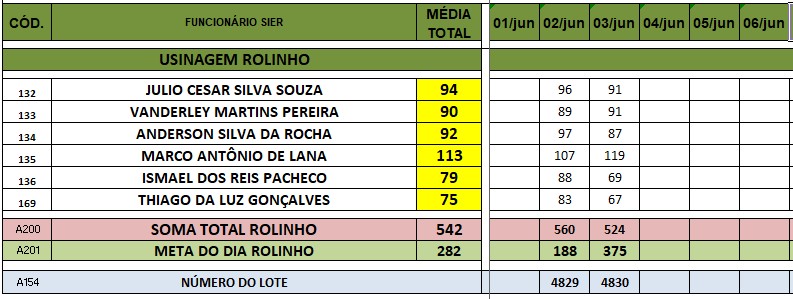 CÓD. FUNCIONÁRIO SIER MÉDIA TOTAL 01/jun 02/jun 03/jun 04/jun 05/jun 06/jun
USINAGEM ROLINHO
132 JULIO CESAR SILVA SOUZA 94 96 91
133 VANDERLEY MARTINS PEREIRA 90 89 91
134 ANDERSON SILVA DA ROCHA 92 97 87
135 MARCO ANTÔNIO DE LANA 113 107 119
136 ISMAEL DOS REIS PACHECO 79 88 69
169 THIAGO DA LUZ GONÇALVES 75 83 67
A200 SOMA TOTAL ROLINHO 542 560 524
A201 META DO DIA ROLINHO 282 188 375
A154 NÚMERO DO LOTE 4829 4830